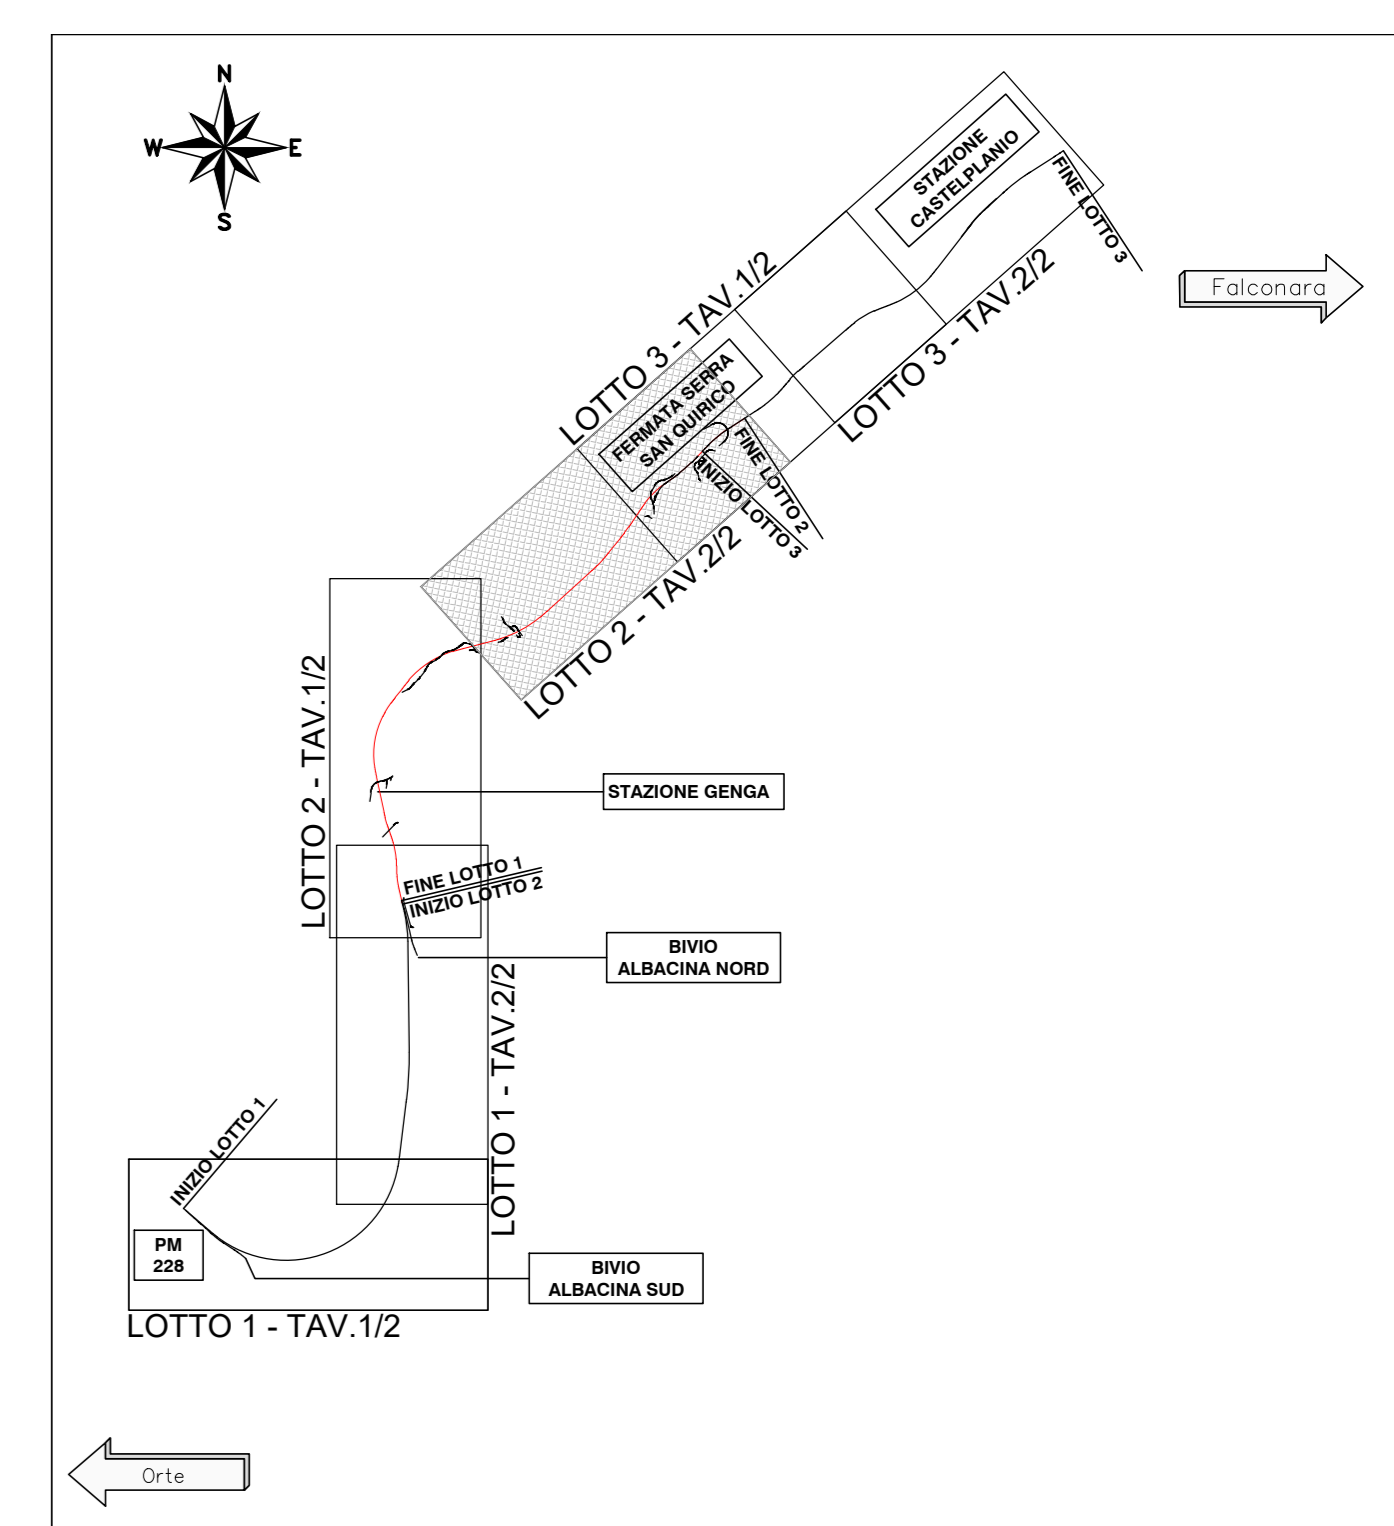 N
W
E
S
STAZIONE
CASTELPLANIO
FINE LOTTO 3
Falconara
LOTTO 3 - TAV.1/2
LOTTO 3 - TAV.2/2
FERMATA SERRA
SAN QUIRICO
FINE LOTTO 2
INIZIO LOTTO 3
LOTTO 2 - TAV.2/2
LOTTO 2 - TAV.1/2
STAZIONE GENGA
FINE LOTTO 1
INIZIO LOTTO 2
BIVIO
ALBACINA NORD
LOTTO 1 - TAV.2/2
INIZIO LOTTO 1
PM
228
BIVIO
ALBACINA SUD
LOTTO 1 - TAV.1/2
Orte